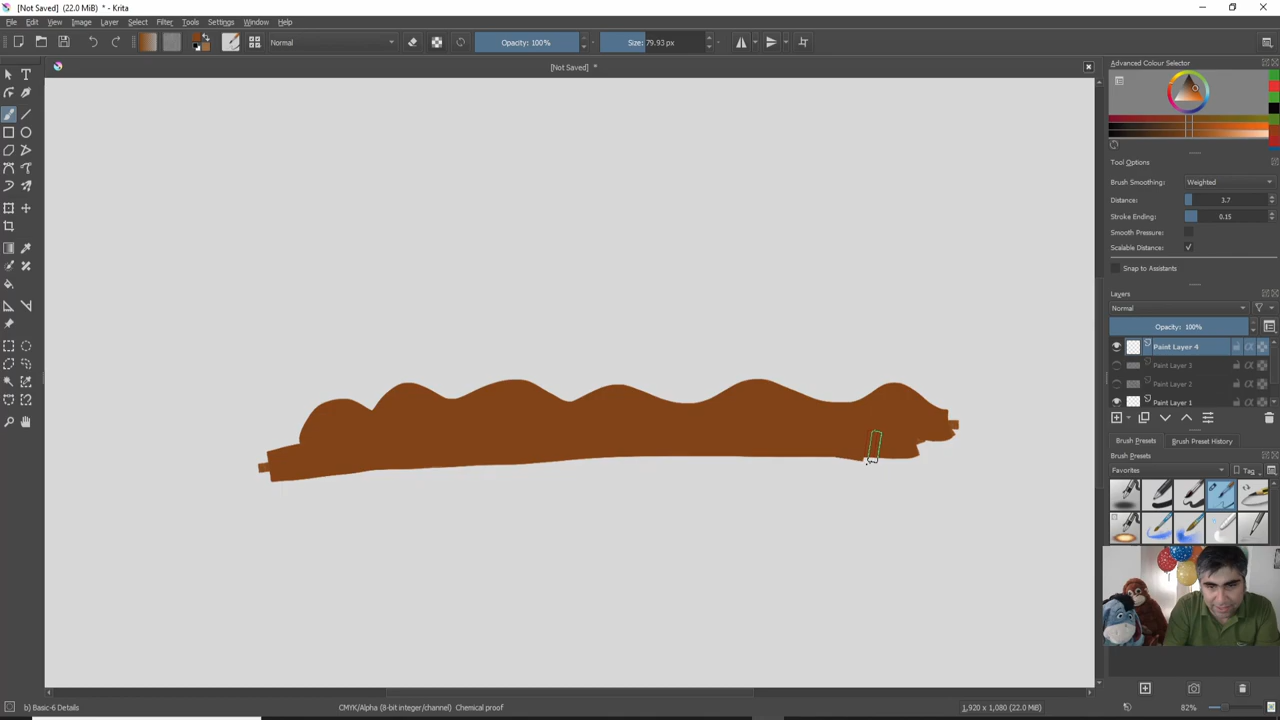 [Not Saved] (22.0 MiB) * - Krita
File Edit View Image Layer Select Filter Tools Settings Window Help
Normal Opacity: 100% Size: 79.93 px
[Not Saved] *
Advanced Colour Selector
Tool Options
Brush Smoothing: Weighted
Distance: 3.7
Stroke Ending: 0.15
Smooth Pressure:
Scalable Distance:
Snap to Assistants
Layers
Normal
Opacity: 100%
Paint Layer 4
Paint Layer 3
Paint Layer 2
Paint Layer 1
Brush Presets Brush Preset History
Brush Presets
Favorites Tag
b) Basic-6 Details CMYK/Alpha (8-bit integer/channel) Chemical proof 1,920 x 1,080 (22.0 MiB) 82%